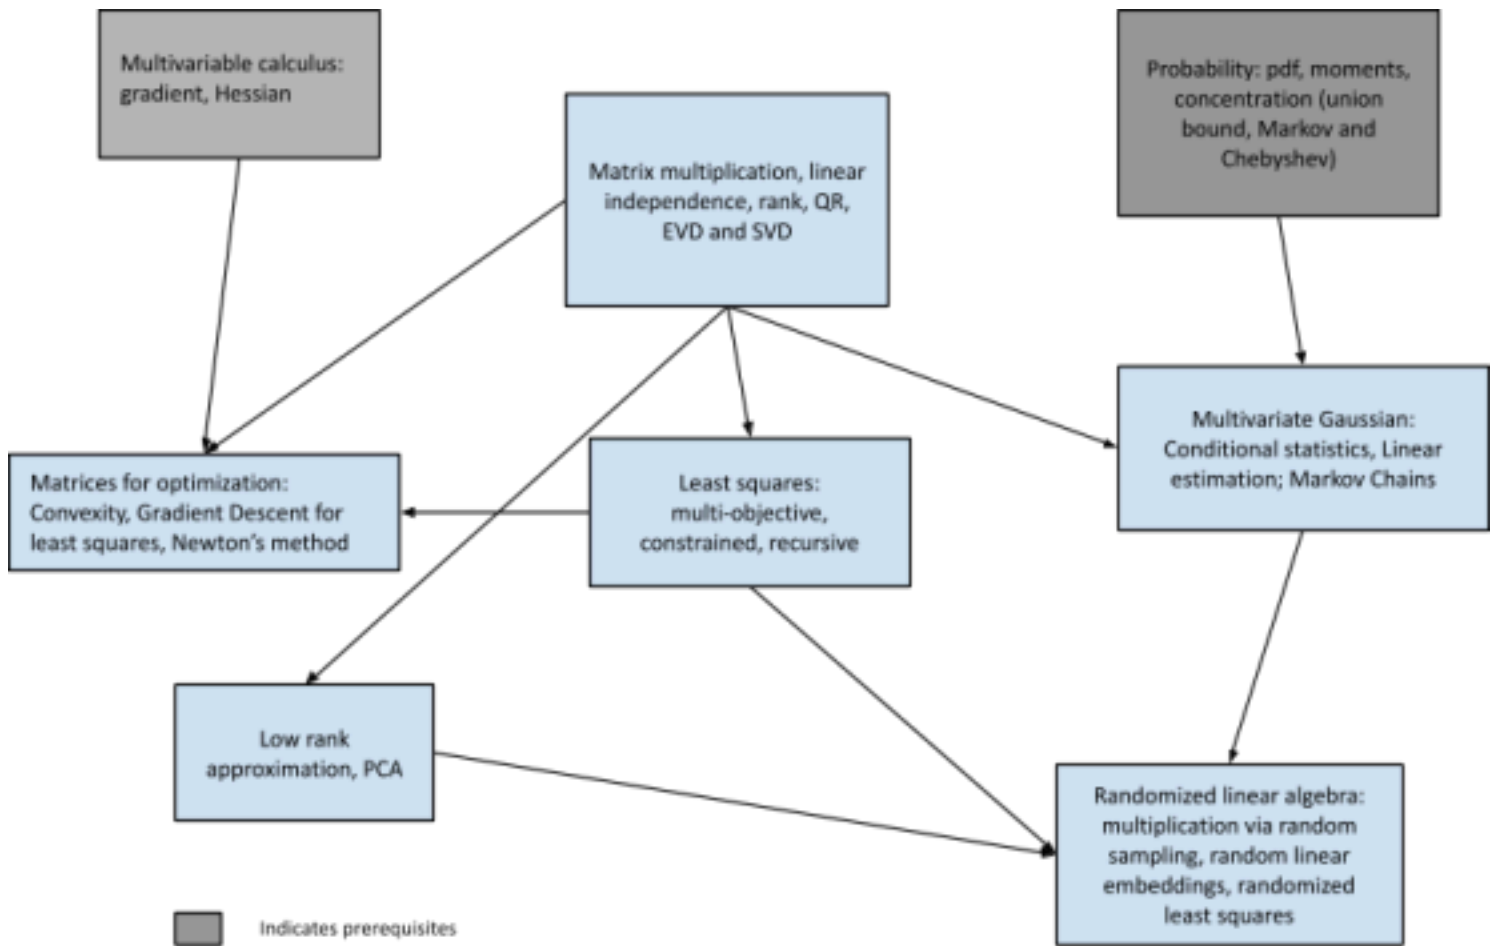 Multivariable calculus:
gradient, Hessian
Probability: pdf, moments,
concentration (union
bound, Markov and
Chebyshev)
Matrix multiplication, linear
independence, rank, QR,
EVD and SVD
Multivariate Gaussian:
Conditional statistics, Linear
estimation; Markov Chains
Matrices for optimization:
Convexity, Gradient Descent for
least squares, Newton’s method
Least squares:
multi-objective,
constrained, recursive
Low rank
approximation, PCA
Randomized linear algebra:
multiplication via random
sampling, random linear
embeddings, randomized
least squares
Indicates prerequisites